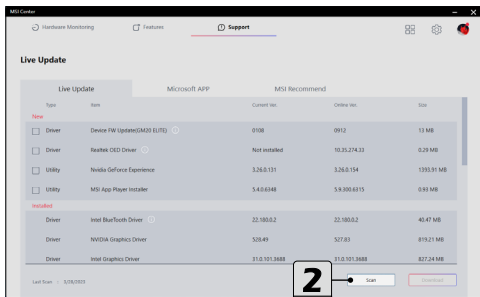 MSI Center
Hardware Monitoring Features Support
Live Update
Live Update Microsoft APP MSI Recommend
Type Item Current Ver. Online Ver. Size
New
Driver Device FW Update(GM20 ELITE) 0108 0912 13 MB
Driver Realtek OED Driver Not installed 10.35.274.33 0.29 MB
Utility Nvidia GeForce Experience 3.26.0.131 3.26.0.154 1393.91 MB
Utility MSI App Player Installer 5.4.0.6348 5.9.300.6315 0.93 MB
Installed
Driver Intel BlueTooth Driver 22.180.0.2 22.180.0.2 40.47 MB
Driver NVIDIA Graphics Driver 528.49 527.83 819.21 MB
Driver Intel Graphics Driver 31.0.101.3688 31.0.101.3688 827.24 MB
Last Scan : 5/28/2023 2 Scan Download